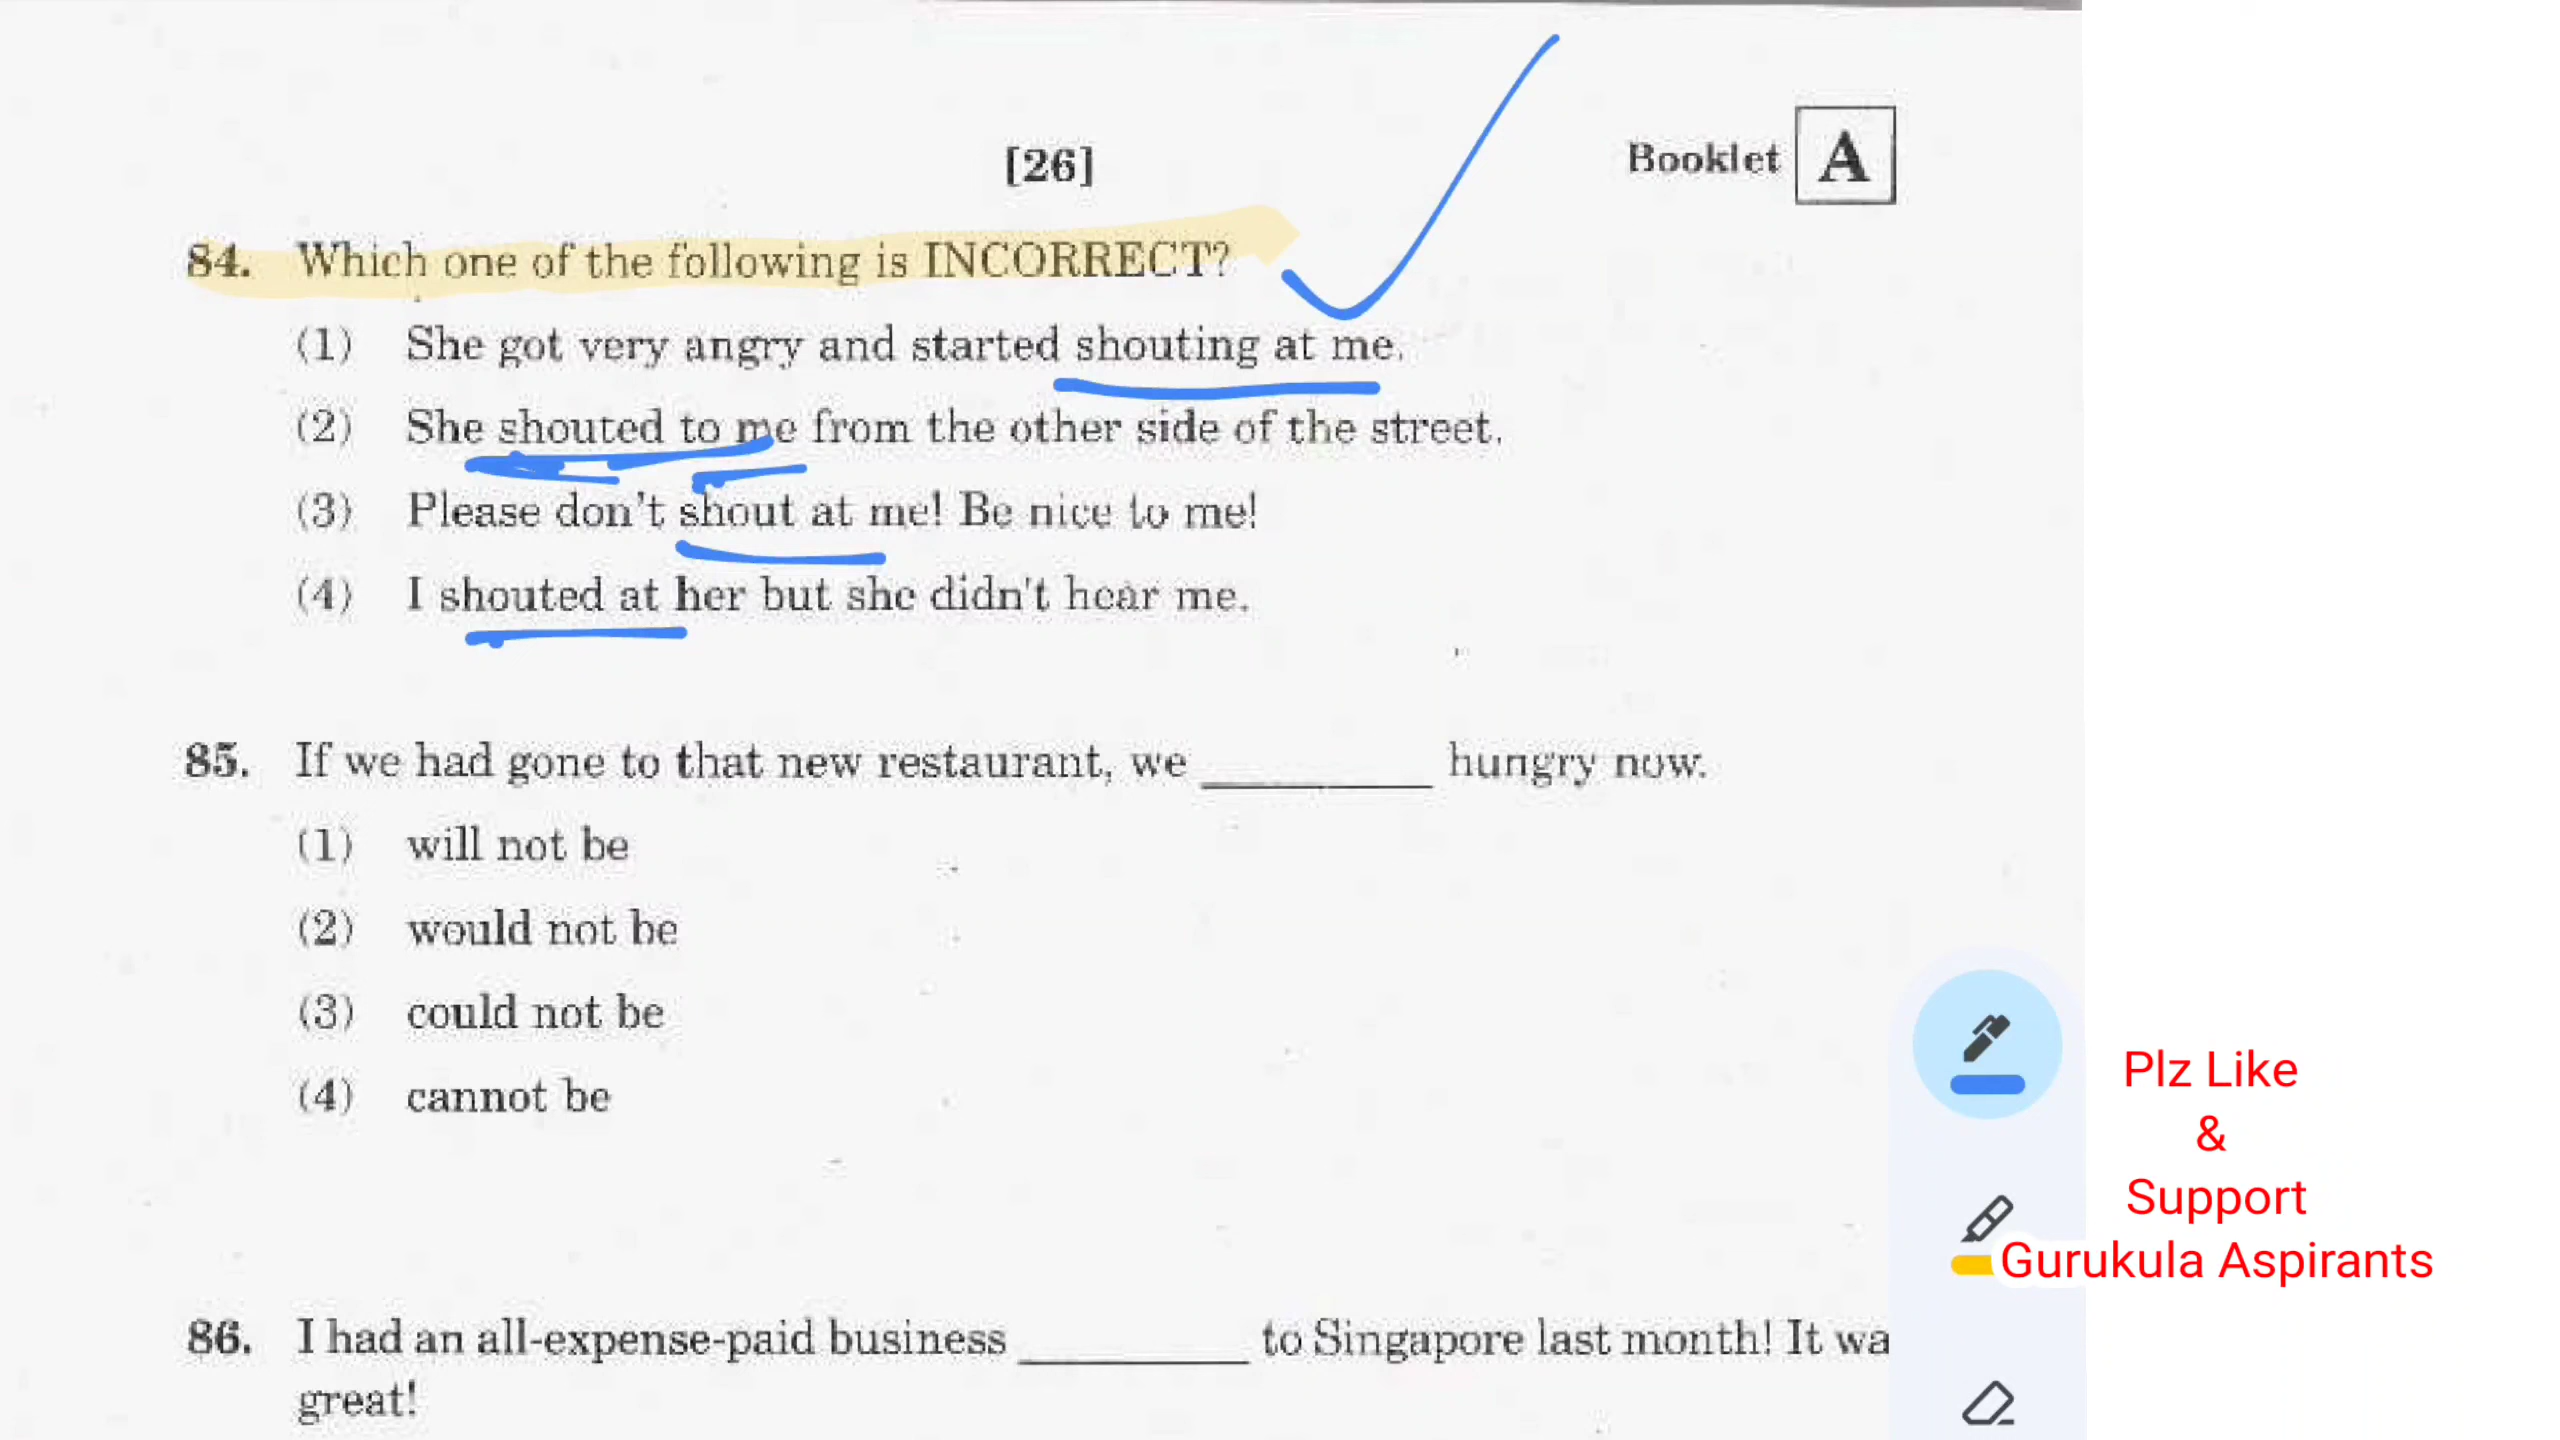 [26]
Booklet A
84. Which one of the following is INCORRECT?
(1) She got very angry and started shouting at me.
(2) She shouted to me from the other side of the street.
(3) Please don't shout at me! Be nice to me!
(4) I shouted at her but she didn't hear me.
85. If we had gone to that new restaurant, we __________ hungry now.
(1) will not be
(2) would not be
(3) could not be
(4) cannot be
Plz Like
&
Support
Gurukula Aspirants
86. I had an all-expense-paid business __________ to Singapore last month! It wa
great!